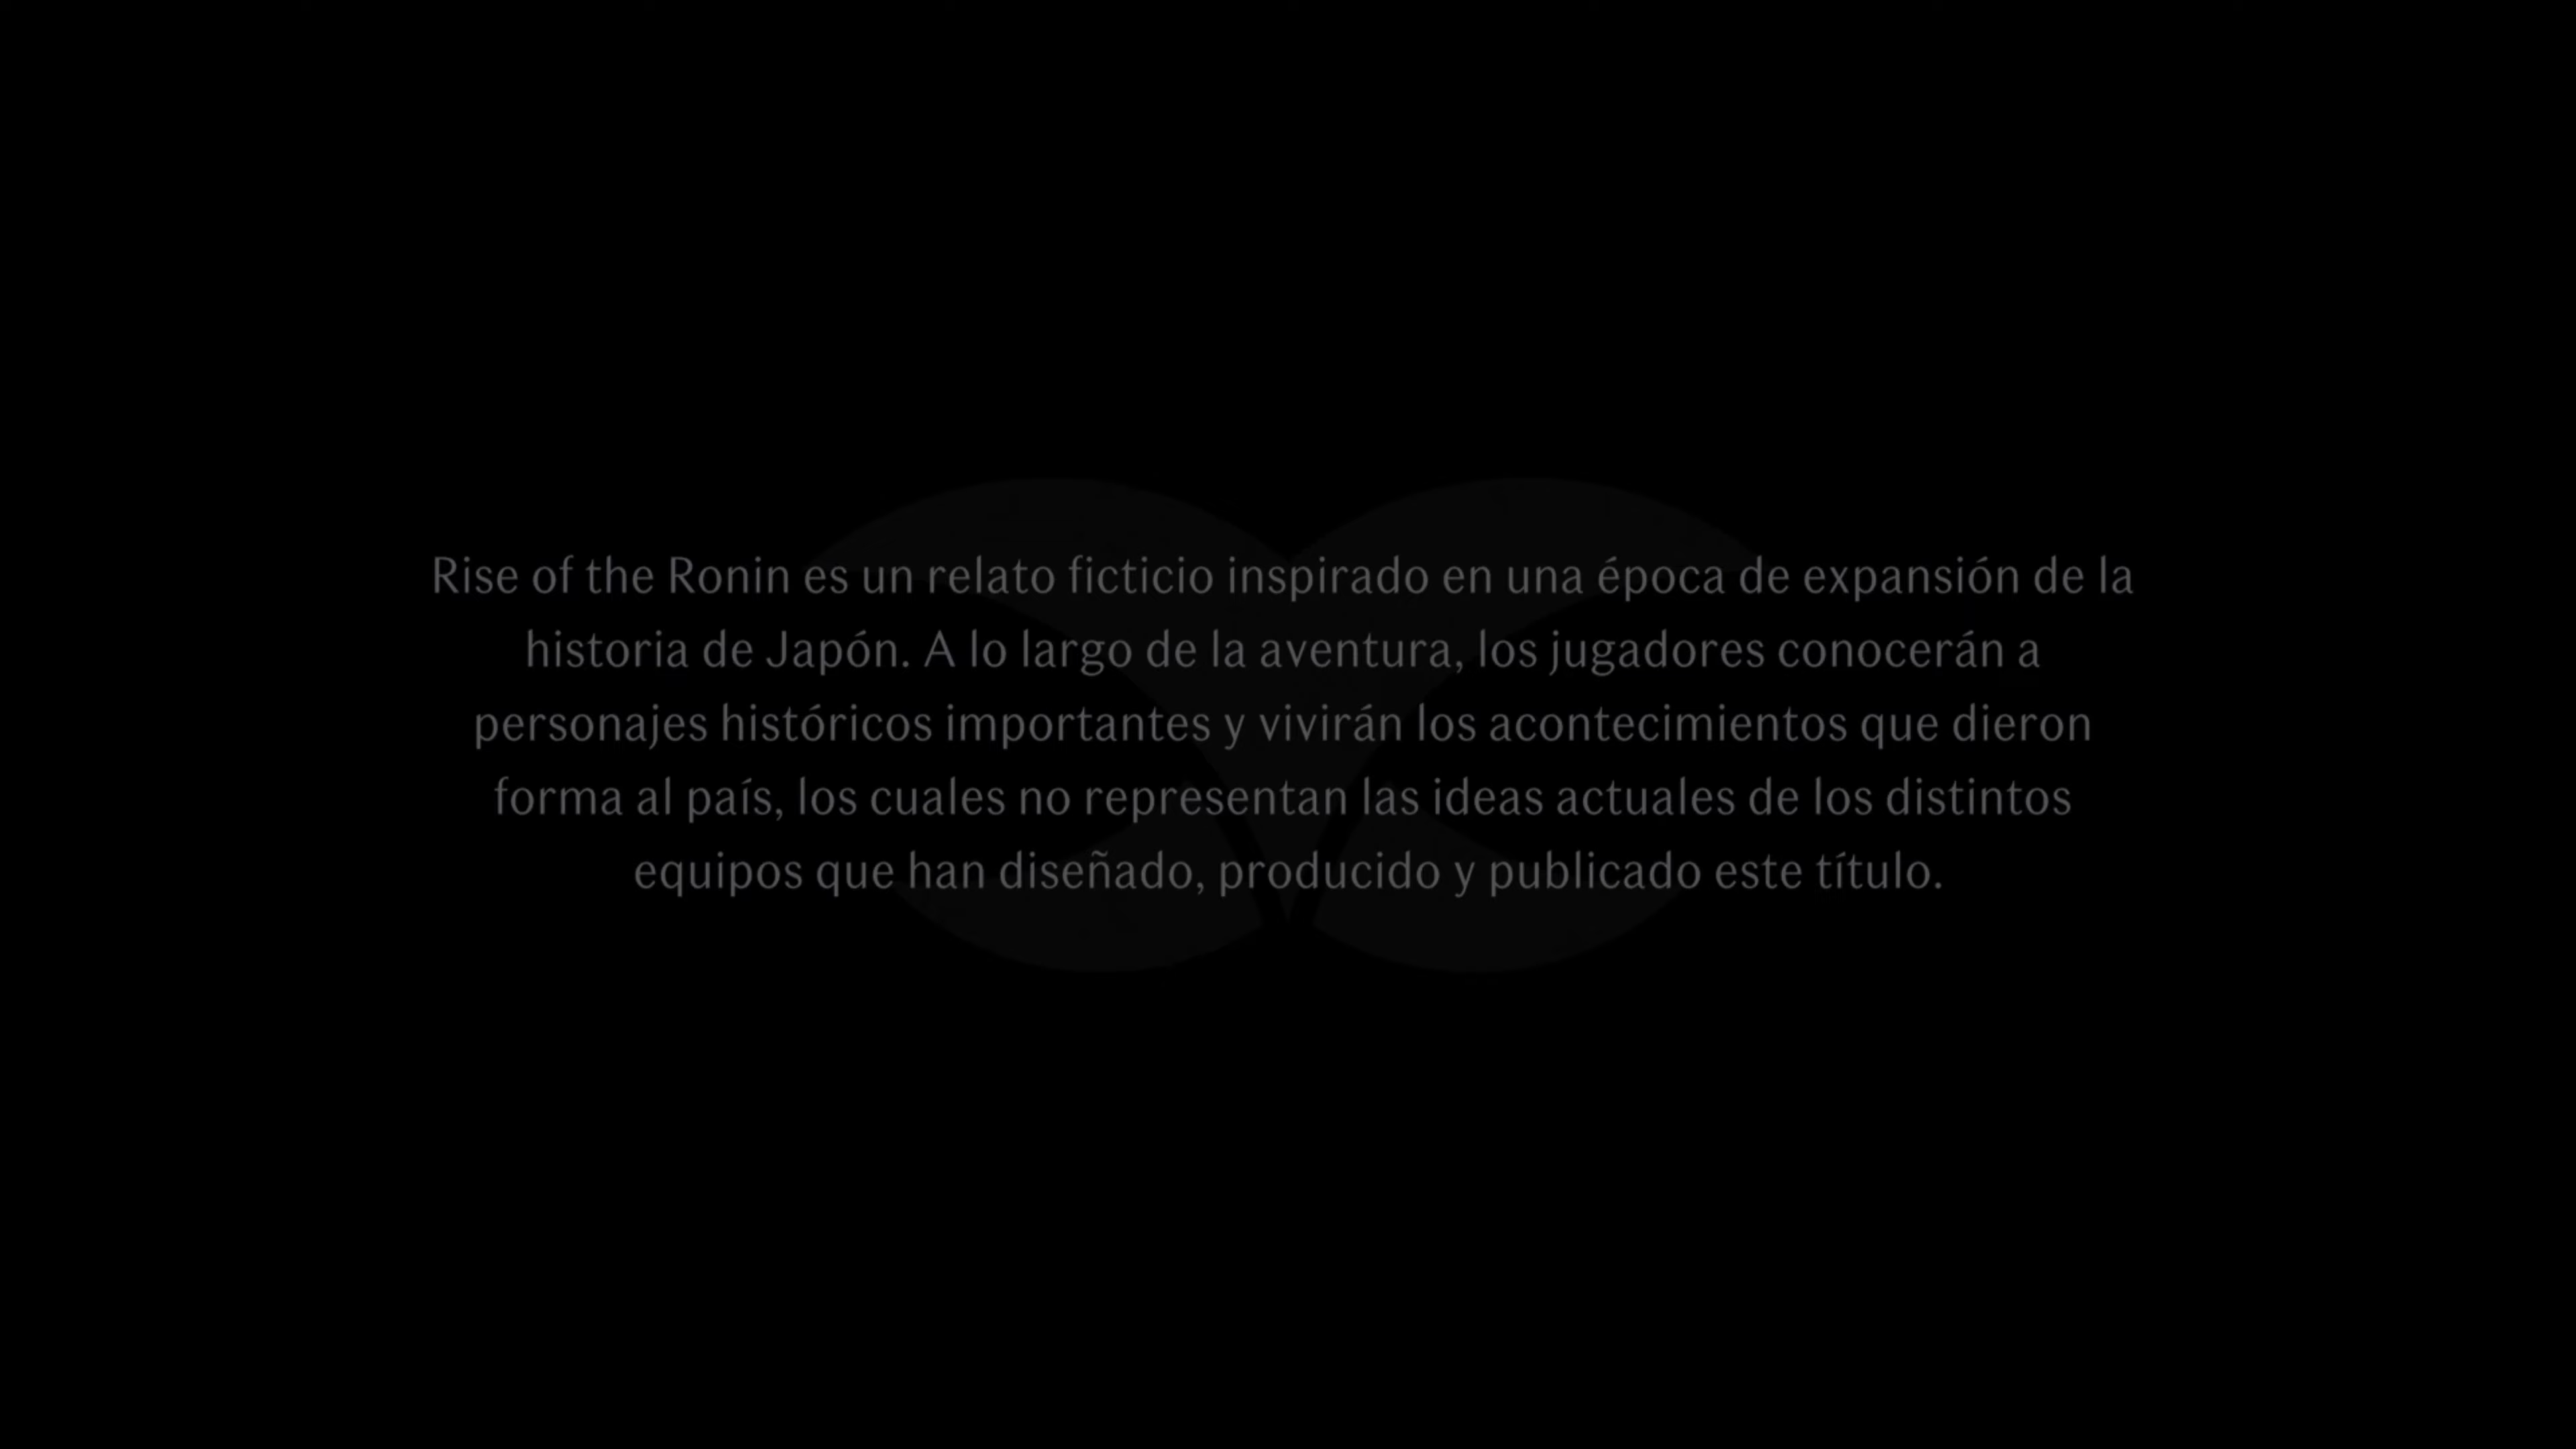 Rise of the Ronin es un relato ficticio inspirado en una época de expansión de la
historia de Japón. A lo largo de la aventura, los jugadores conocerán a
personajes históricos importantes y vivirán los acontecimientos que dieron
forma al país, los cuales no representan las ideas actuales de los distintos
equipos que han diseñado, producido y publicado este título.